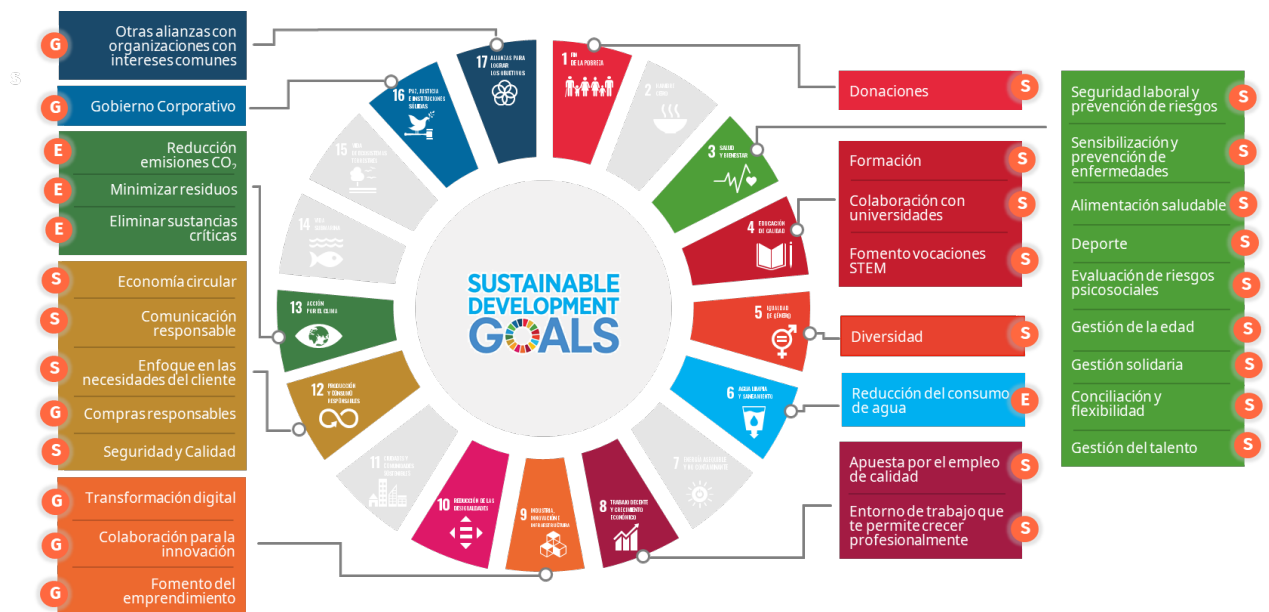 Otras alianzas con
organizaciones con
intereses comunes
G
Gobierno Corporativo
G
Reducción
emisiones CO₂
E
Minimizar residuos
E
Eliminar sustancias
críticas
E
Economía circular
S
Comunicación
responsable
S
Enfoque en las
necesidades del cliente
S
Compras responsables
G
Seguridad y Calidad
S
Transformación digital
G
Colaboración para la
innovación
G
Fomento del
emprendimiento
G
S
17 ALIANZAS PARA
LOGRAR
LOS OBJETIVOS
16 PAZ, JUSTICIA
E INSTITUCIONES
SÓLIDAS
15
14
13 ACCIÓN
POR EL CLIMA
12 PRODUCCIÓN
Y CONSUMO
RESPONSABLES
11
10 REDUCCIÓN DE LAS
DESIGUALDADES
9 INDUSTRIA,
INNOVACIÓN E
INFRAESTRUCTURA
8 TRABAJO DECENTE
Y CRECIMIENTO
ECONÓMICO
7
6 AGUA LIMPIA
Y SANEAMIENTO
5 IGUALDAD
DE GÉNERO
4 EDUCACIÓN
DE CALIDAD
3 SALUD
Y BIENESTAR
2
1 FIN
DE LA POBREZA
SUSTAINABLE
DEVELOPMENT
GOALS
Donaciones
S
Formación
S
Colaboración con
universidades
S
Fomento vocaciones
STEM
S
Diversidad
S
Reducción del consumo
de agua
E
Apuesta por el empleo
de calidad
S
Entorno de trabajo que
te permite crecer
profesionalmente
S
Seguridad laboral y
prevención de riesgos
S
Sensibilización y
prevención de
enfermedades
S
Alimentación saludable
S
Deporte
S
Evaluación de riesgos
psicosociales
S
Gestión de la edad
S
Gestión solidaria
S
Conciliación y
flexibilidad
S
Gestión del talento
S